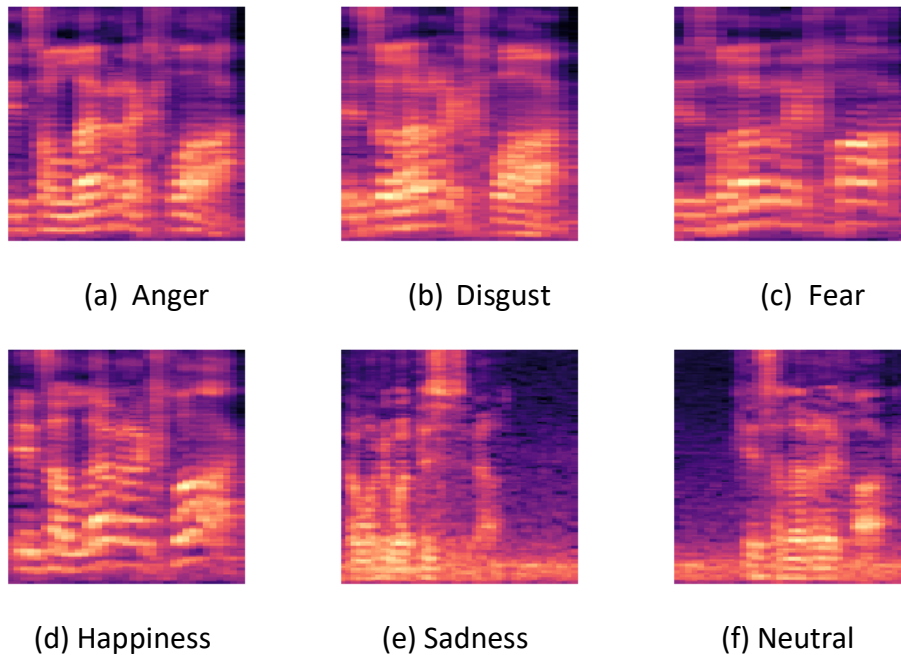 (a) Anger
(b) Disgust
(c) Fear
(d) Happiness
(e) Sadness
(f) Neutral